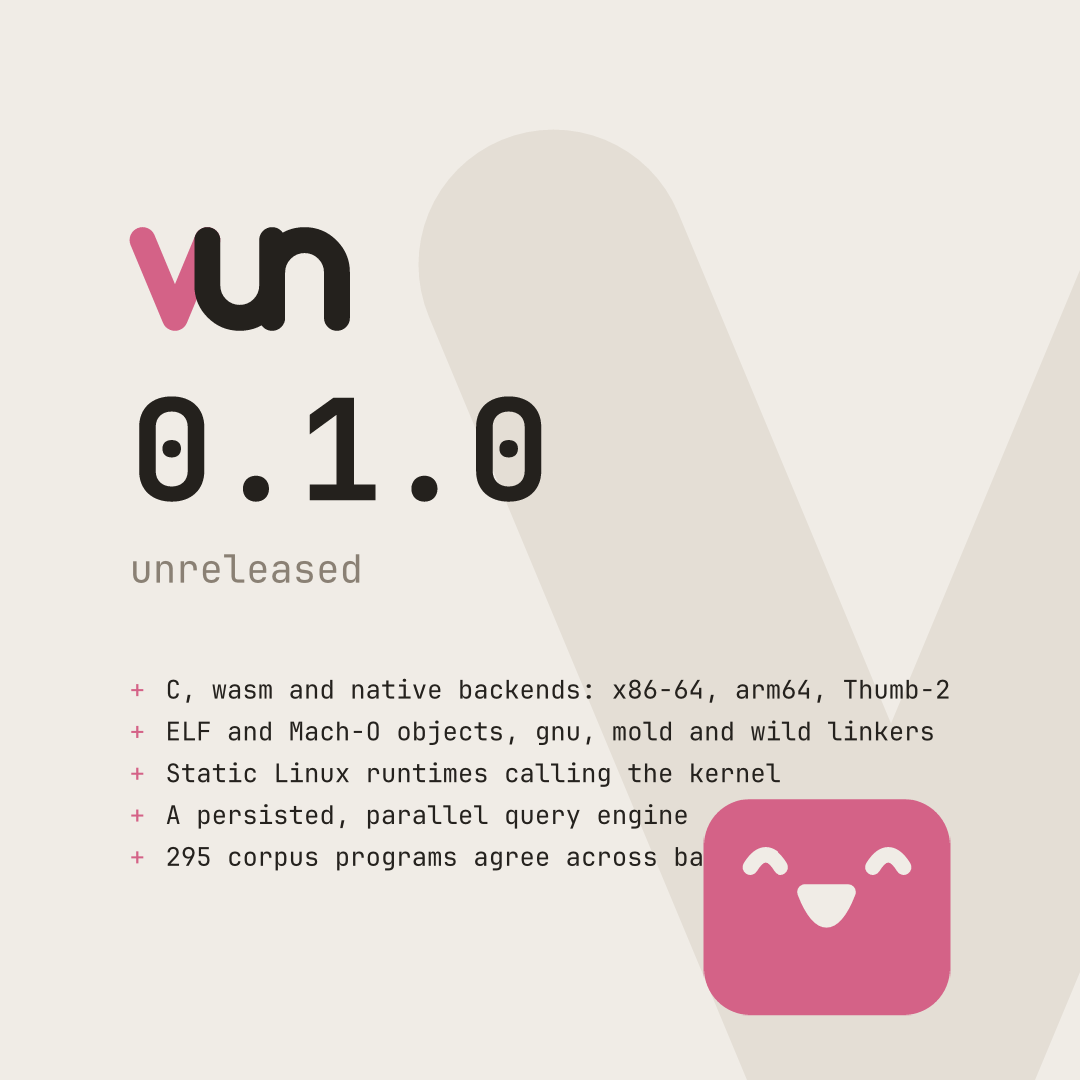 vun
0.1.0
unreleased
+ C, wasm and native backends: x86-64, arm64, Thumb-2
+ ELF and Mach-O objects, gnu, mold and wild linkers
+ Static Linux runtimes calling the kernel
+ A persisted, parallel query engine
+ 295 corpus programs agree across